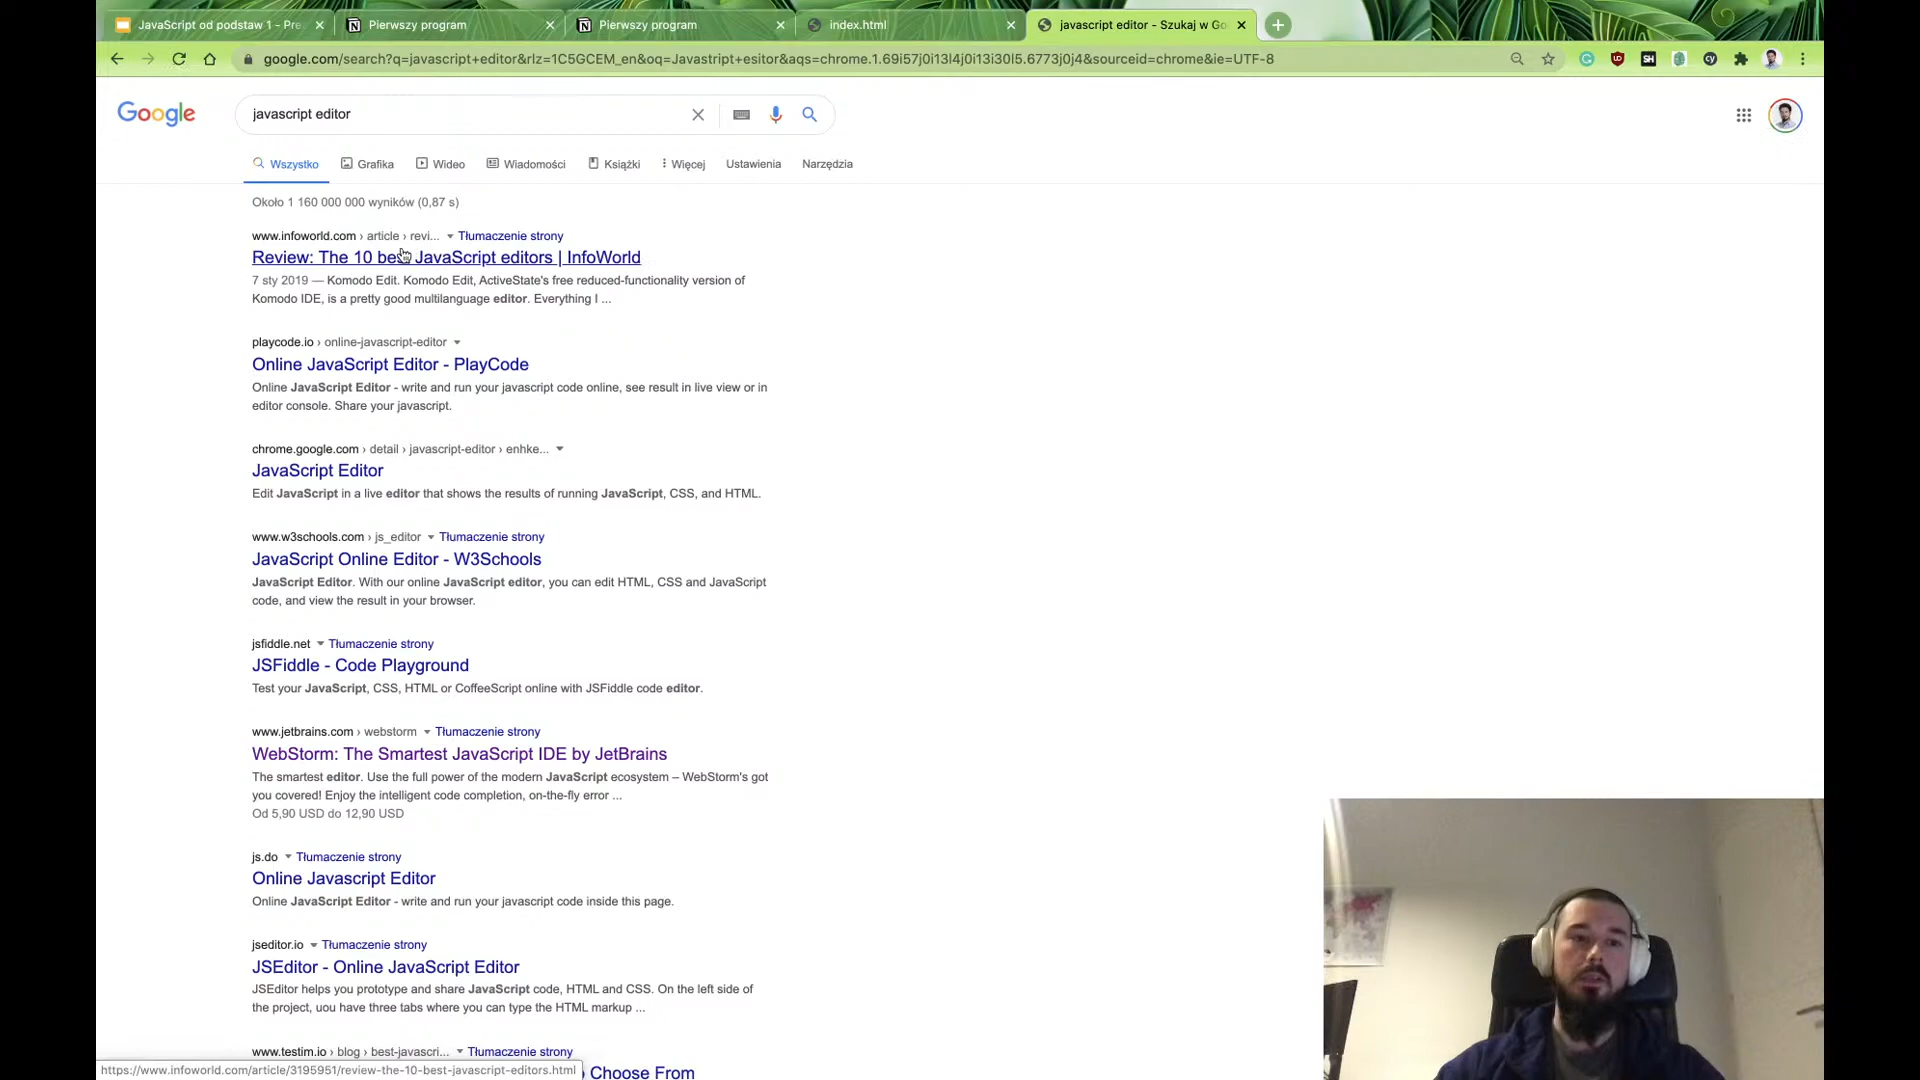 JavaScript od podstaw 1 - Pre
Pierwszy program
Pierwszy program
index.html
javascript editor - Szukaj w Go
google.com/search?q=javascript+editor&rlz=1C5GCEM_en&oq=Javastript+esitor&aqs=chrome.1.69i57j0i13l4j0i13i30l5.6773j0j4&sourceid=chrome&ie=UTF-8
Google
javascript editor
Wszystko Grafika Wideo Wiadomości Książki Więcej Ustawienia Narzędzia
Około 1 160 000 000 wyników (0,87 s)
www.infoworld.com › article › revi... Tłumaczenie strony
Review: The 10 best JavaScript editors | InfoWorld
7 sty 2019 — Komodo Edit. Komodo Edit, ActiveState's free reduced-functionality version of
Komodo IDE, is a pretty good multilanguage editor. Everything I ...
playcode.io › online-javascript-editor
Online JavaScript Editor - PlayCode
Online JavaScript Editor - write and run your javascript code online, see result in live view or in
editor console. Share your javascript.
chrome.google.com › detail › javascript-editor › enhke...
JavaScript Editor
Edit JavaScript in a live editor that shows the results of running JavaScript, CSS, and HTML.
www.w3schools.com › js_editor Tłumaczenie strony
JavaScript Online Editor - W3Schools
JavaScript Editor. With our online JavaScript editor, you can edit HTML, CSS and JavaScript
code, and view the result in your browser.
jsfiddle.net Tłumaczenie strony
JSFiddle - Code Playground
Test your JavaScript, CSS, HTML or CoffeeScript online with JSFiddle code editor.
www.jetbrains.com › webstorm Tłumaczenie strony
WebStorm: The Smartest JavaScript IDE by JetBrains
The smartest editor. Use the full power of the modern JavaScript ecosystem – WebStorm's got
you covered! Enjoy the intelligent code completion, on-the-fly error ...
Od 5,90 USD do 12,90 USD
js.do Tłumaczenie strony
Online Javascript Editor
Online JavaScript Editor - write and run your javascript code inside this page.
jseditor.io Tłumaczenie strony
JSEditor - Online JavaScript Editor
JSEditor helps you prototype and share JavaScript code, HTML and CSS. On the left side of
the project, uou have three tabs where you can type the HTML markup ...
www.testim.io › blog › best-javascri... Tłumaczenie strony
Choose From
https://www.infoworld.com/article/3195951/review-the-10-best-javascript-editors.html